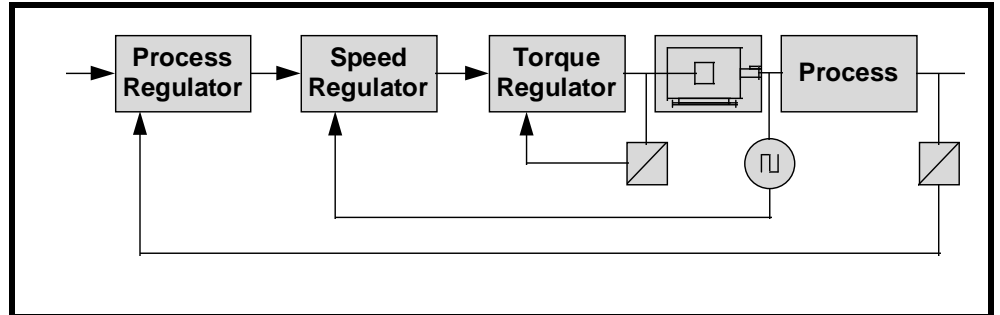 Process
Regulator
Speed
Regulator
Torque
Regulator
Process